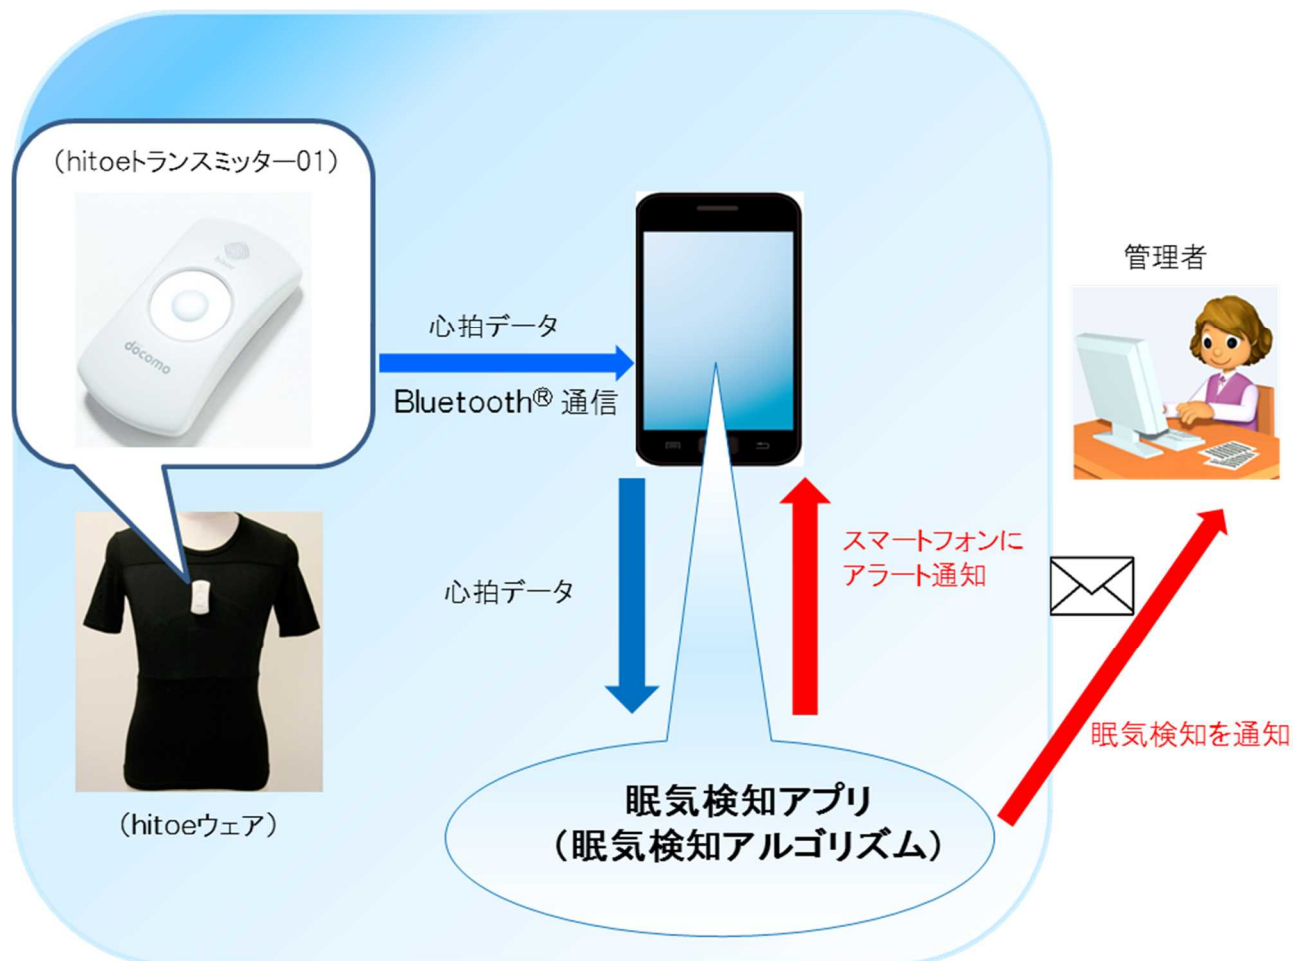 （hitoeトランスミッター01）
hitoe
döcomo
心拍データ
Bluetooth® 通信
管理者
心拍データ
スマートフォンに
アラート通知
眠気検知を通知
（hitoeウェア）
眠気検知アプリ
（眠気検知アルゴリズム）